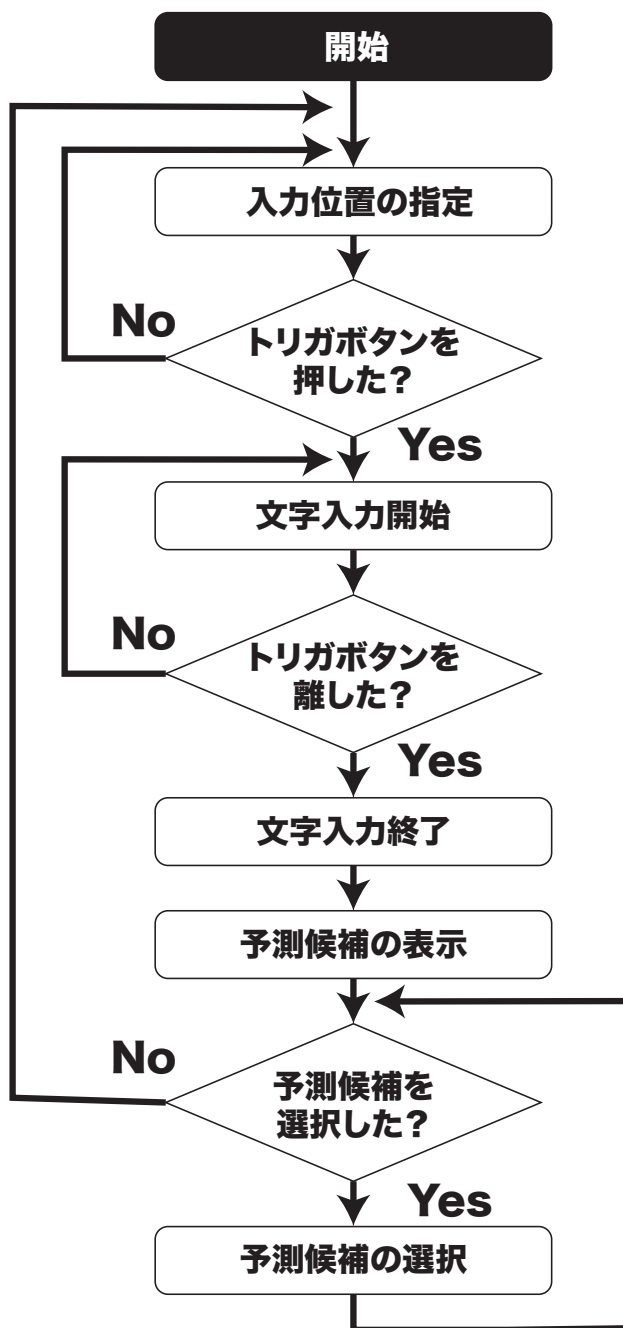 開始
入力位置の指定
No
トリガボタンを
押した?
Yes
文字入力開始
No
トリガボタンを
離した?
Yes
文字入力終了
予測候補の表示
No
予測候補を
選択した?
Yes
予測候補の選択